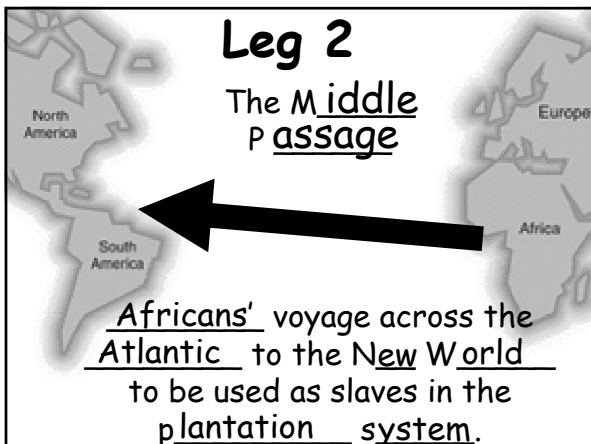 Leg 2
The Middle
Passage
North
America
Europe
Africa
South
America
Africans' voyage across the
Atlantic to the New World
to be used as slaves in the
plantation system.